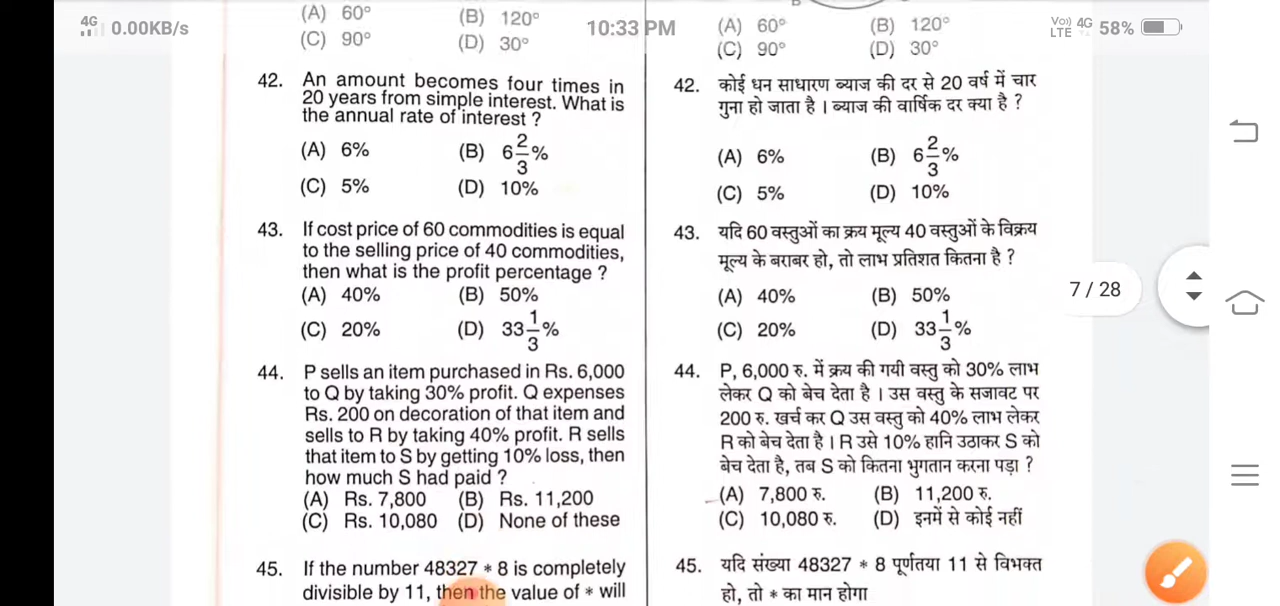 4G 0.00KB/s
10:33 PM
Vo)) 4G
LTE 58%
(A) 60° (B) 120°
(C) 90° (D) 30°
42. An amount becomes four times in
20 years from simple interest. What is
the annual rate of interest ?
(A) 6% (B) 6 2/3 %
(C) 5% (D) 10%
43. If cost price of 60 commodities is equal
to the selling price of 40 commodities,
then what is the profit percentage ?
(A) 40% (B) 50%
(C) 20% (D) 33 1/3 %
44. P sells an item purchased in Rs. 6,000
to Q by taking 30% profit. Q expenses
Rs. 200 on decoration of that item and
sells to R by taking 40% profit. R sells
that item to S by getting 10% loss, then
how much S had paid ?
(A) Rs. 7,800 (B) Rs. 11,200
(C) Rs. 10,080 (D) None of these
45. If the number 48327 * 8 is completely
divisible by 11, then the value of * will
(A) 60° (B) 120°
(C) 90° (D) 30°
42. कोई धन साधारण ब्याज की दर से 20 वर्ष में चार
गुना हो जाता है । ब्याज की वार्षिक दर क्या है ?
(A) 6% (B) 6 2/3 %
(C) 5% (D) 10%
43. यदि 60 वस्तुओं का क्रय मूल्य 40 वस्तुओं के विक्रय
मूल्य के बराबर हो, तो लाभ प्रतिशत कितना है ?
(A) 40% (B) 50%
(C) 20% (D) 33 1/3 %
44. P, 6,000 रु. में क्रय की गयी वस्तु को 30% लाभ
लेकर Q को बेच देता है । उस वस्तु के सजावट पर
200 रु. खर्च कर Q उस वस्तु को 40% लाभ लेकर
R को बेच देता है । R उसे 10% हानि उठाकर S को
बेच देता है, तब S को कितना भुगतान करना पड़ा ?
(A) 7,800 रु. (B) 11,200 रु.
(C) 10,080 रु. (D) इनमें से कोई नहीं
45. यदि संख्या 48327 * 8 पूर्णतया 11 से विभक्त
हो, तो * का मान होगा
7 / 28